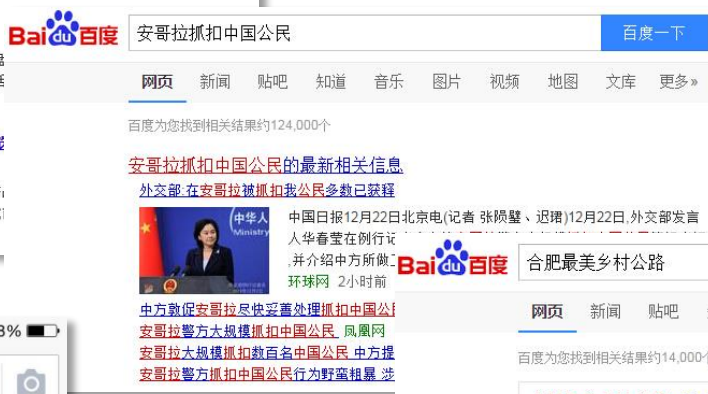 Bai du 百度
安哥拉抓扣中国公民
百度一下
网页 新闻 贴吧 知道 音乐 图片 视频 地图 文库 更多»
百度为您找到相关结果约124,000个
安哥拉抓扣中国公民的最新相关信息
外交部:在安哥拉被抓扣我公民多数已获释
中华人
Ministry
中国日报12月22日北京电(记者 张陨璧、迟珺)12月22日,外交部发言
人华春莹在例行记
,并介绍中方所做
环球网 2小时前
中方敦促安哥拉尽快妥善处理抓扣中国公民
安哥拉警方大规模抓扣中国公民 凤凰网
安哥拉大规模抓扣数百名中国公民 中方提
安哥拉警方抓扣中国公民行为野蛮粗暴 涉
Bai du 百度
合肥最美乡村公路
网页 新闻 贴吧
百度为您找到相关结果约14,000个
3%